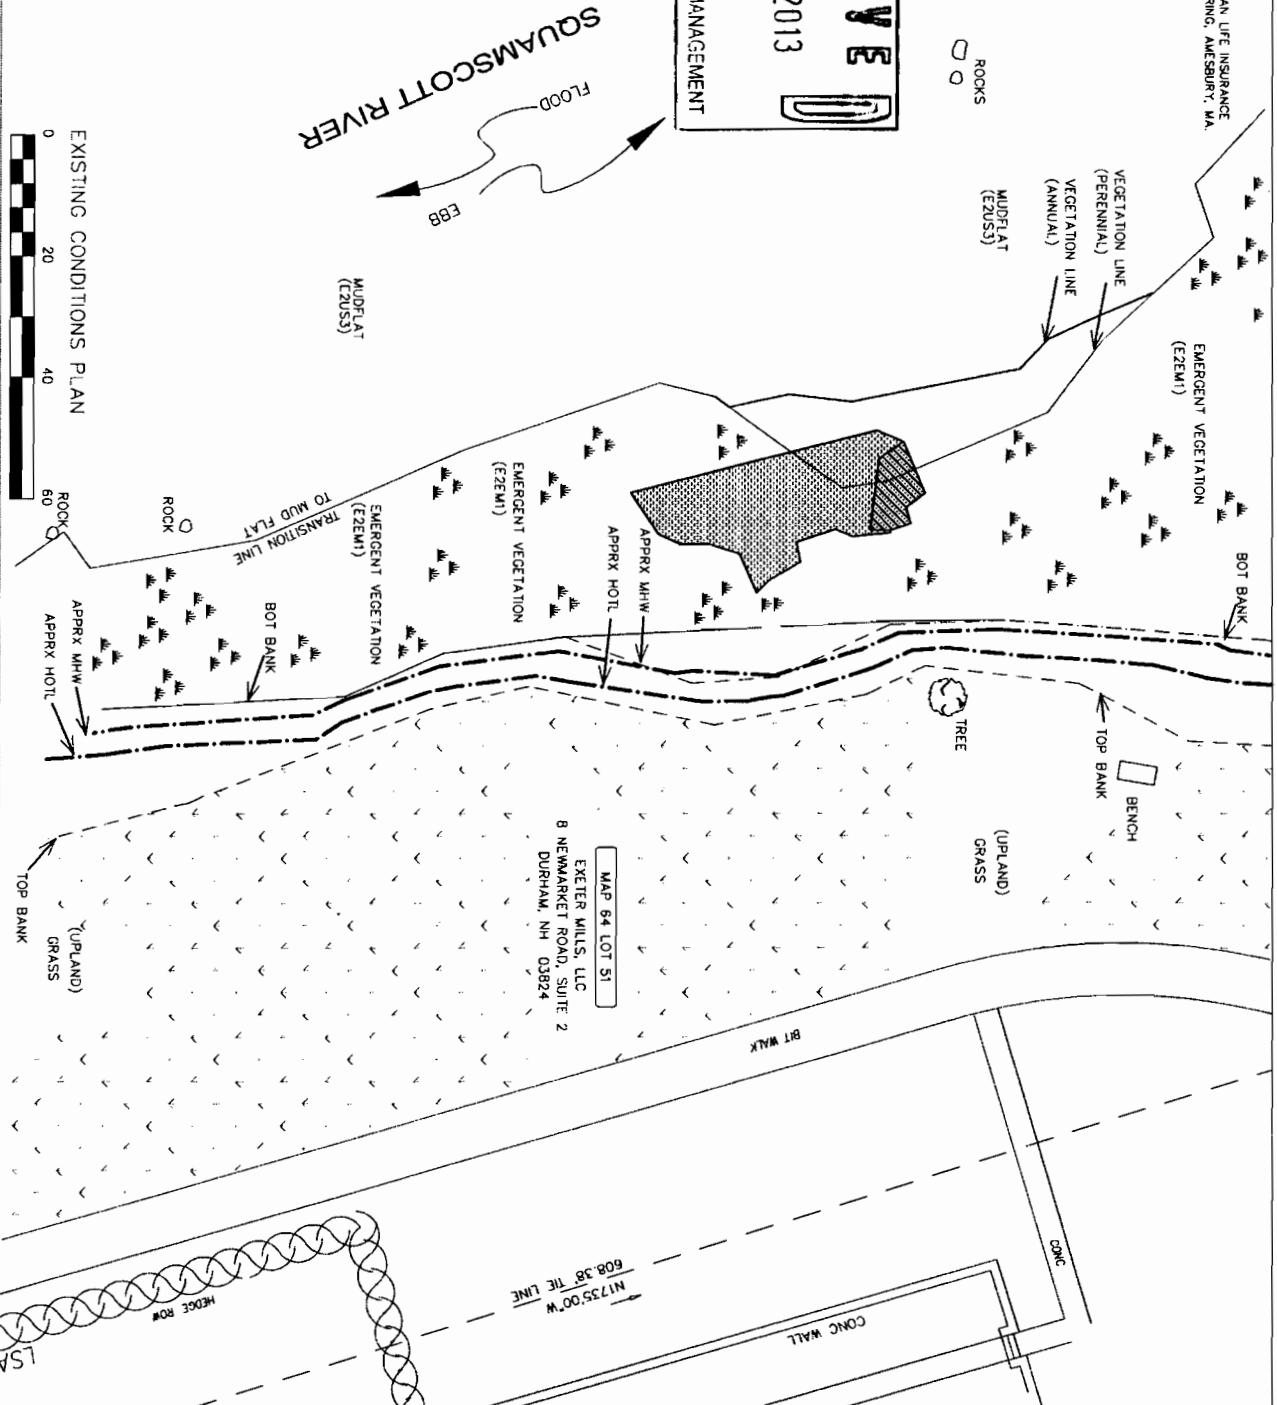 AN LIFE INSURANCE
RING, AMESBURY, MA.
VE
2013
MANAGEMENT
ROCKS
SQUAMSCOTT RIVER
FLOOD
EBB
VEGETATION LINE
(PERENNIAL)
VEGETATION LINE
(ANNUAL)
MUDFLAT
(E2US3)
MUDFLAT
(E2US3)
EXISTING CONDITIONS PLAN
0 20 40 60
EMERGENT VEGETATION
(E2EM1)
EMERGENT VEGETATION
(E2EM1)
EMERGENT VEGETATION
(E2EM1)
TRANSITION LINE
TO MUD FLAT
ROCK
ROCK
APPRX MHW
APPRX HOTL
BOT BANK
BOT BANK
APPRX MHW
APPRX HOTL
TREE
TOP BANK
BENCH
(UPLAND)
GRASS
MAP 64 LOT 51
EXETER MILLS, LLC
8 NEWMARKET ROAD, SUITE 2
DURHAM, NH 03824
TOP BANK
(UPLAND)
GRASS
BIT WALK
CONC
N1735'00"W
608.38' TIE LINE
CONC WALL
HEDGE ROW
LSA